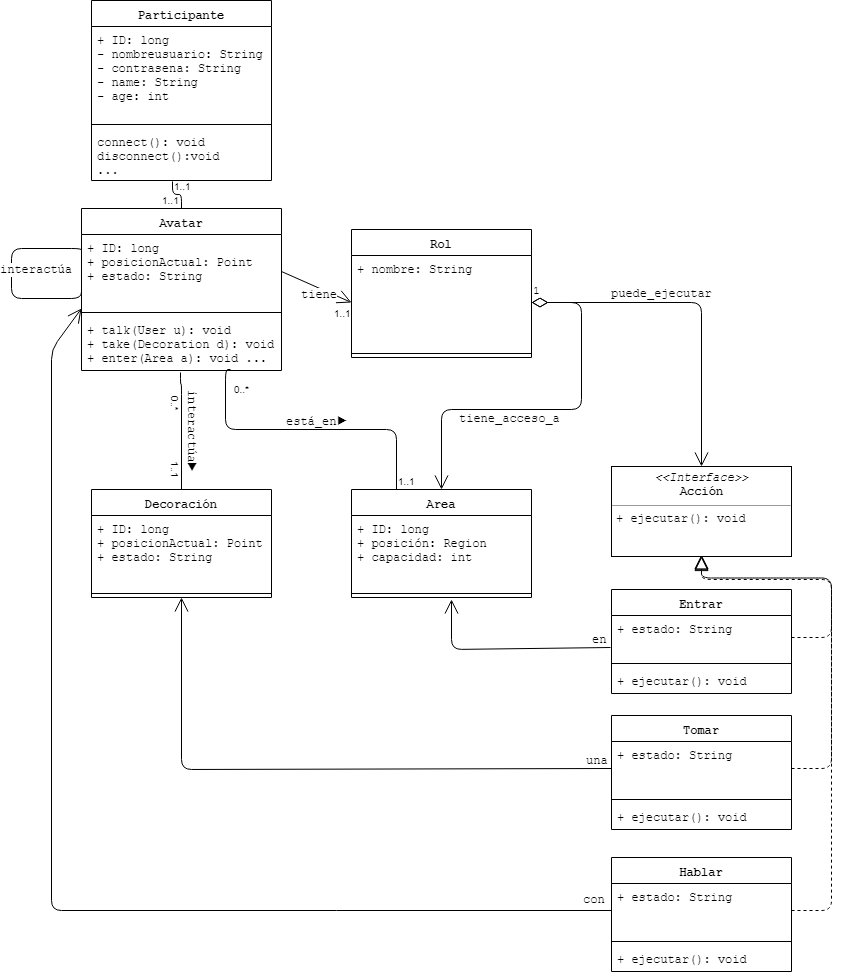 Participante
+ ID: long
- nombreusuario: String
- contrasena: String
- name: String
- age: int
connect(): void
disconnect():void
...
1..1
1..1
Avatar
+ ID: long
+ posicionActual: Point
+ estado: String
+ talk(User u): void
+ take(Decoration d): void
+ enter(Area a): void ...
interactúa
tiene
1..1
Rol
+ nombre: String
1
puede_ejecutar
tiene_acceso_a
0..*
interactúa
1..1
0..*
está_en
1..1
Decoración
+ ID: long
+ posicionActual: Point
+ estado: String
Area
+ ID: long
+ posición: Region
+ capacidad: int
<<Interface>>
Acción
+ ejecutar(): void
Entrar
+ estado: String
+ ejecutar(): void
en
Tomar
+ estado: String
+ ejecutar(): void
una
Hablar
+ estado: String
+ ejecutar(): void
con